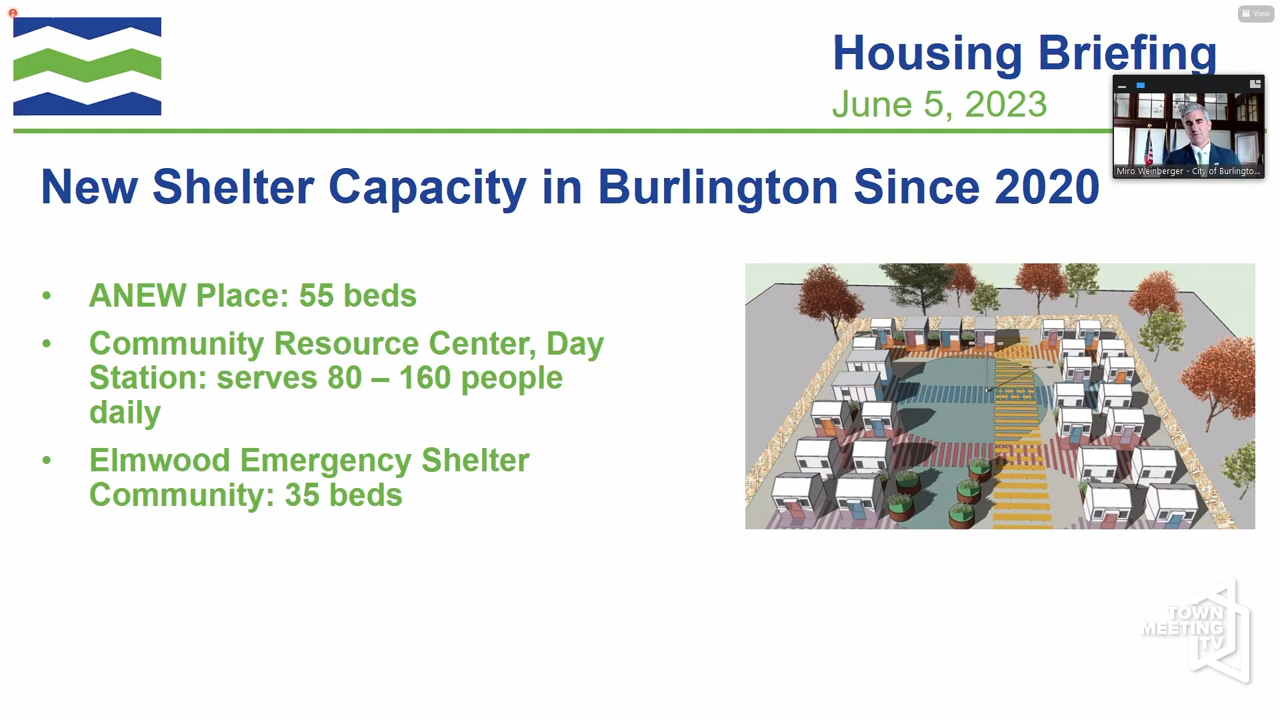 View
Housing Briefing
June 5, 2023
Miro Weinberger - City of Burlingto...
New Shelter Capacity in Burlington Since 2020
• ANEW Place: 55 beds
• Community Resource Center, Day
Station: serves 80 – 160 people
daily
• Elmwood Emergency Shelter
Community: 35 beds
TOWN
MEETING
TV